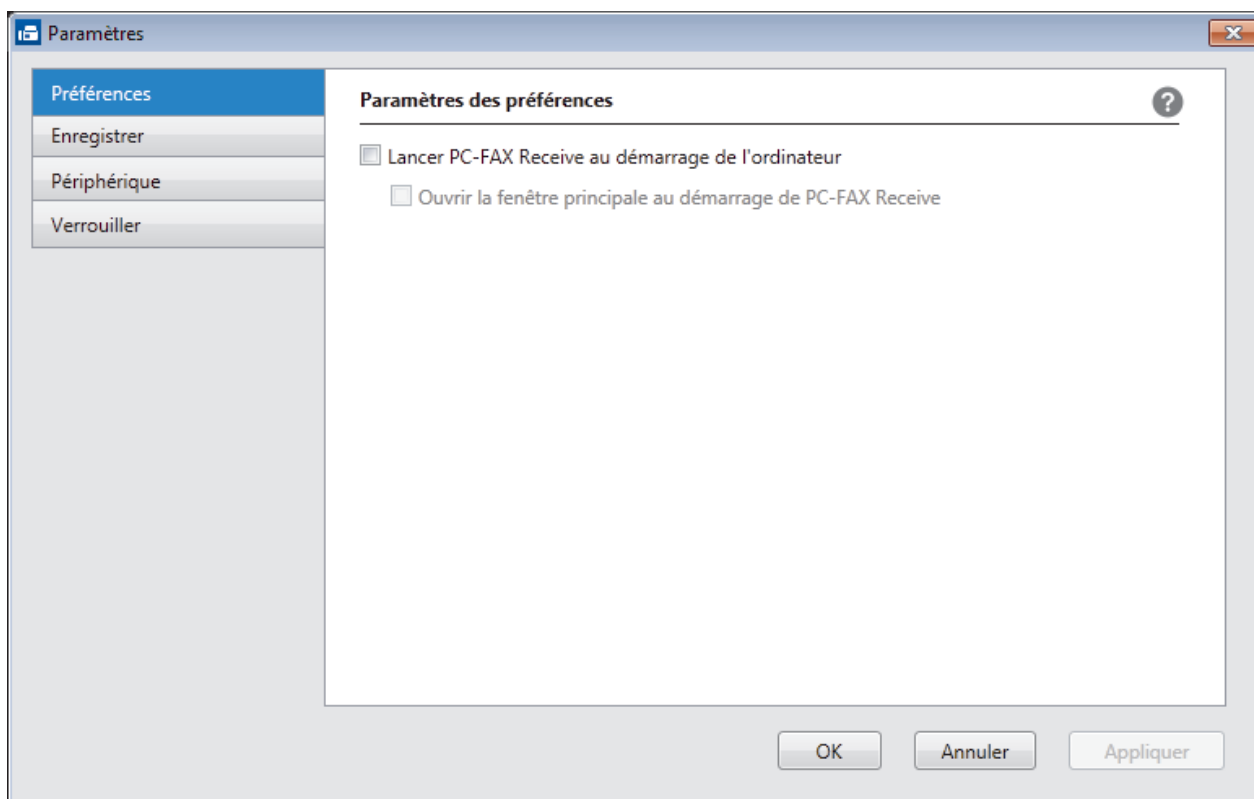 Paramètres
Préférences
Enregistrer
Périphérique
Verrouiller
Paramètres des préférences
?
Lancer PC-FAX Receive au démarrage de l'ordinateur
Ouvrir la fenêtre principale au démarrage de PC-FAX Receive
OK
Annuler
Appliquer